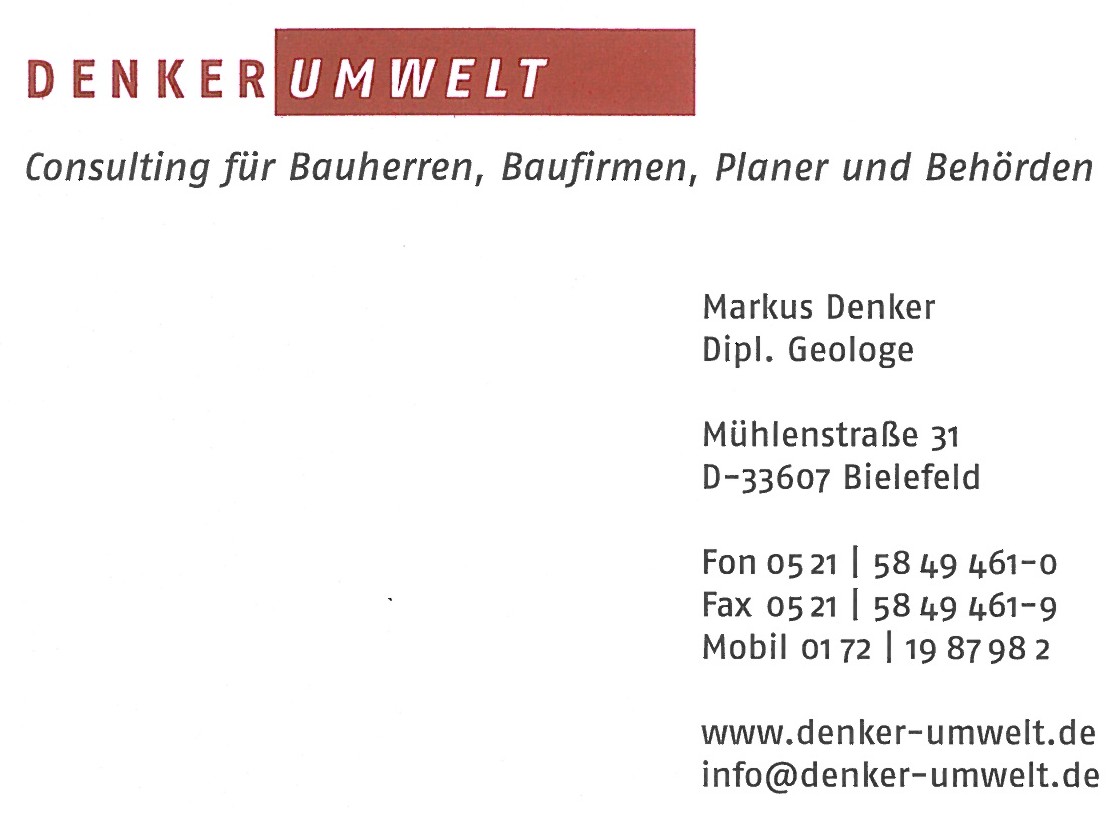 DENKER UMWELT
Consulting für Bauherren, Baufirmen, Planer und Behörden
Markus Denker
Dipl. Geologe
Mühlenstraße 31
D-33607 Bielefeld
Fon 05 21 | 58 49 461-0
Fax 05 21 | 58 49 461-9
Mobil 01 72 | 19 87 98 2
www.denker-umwelt.de
info@denker-umwelt.de